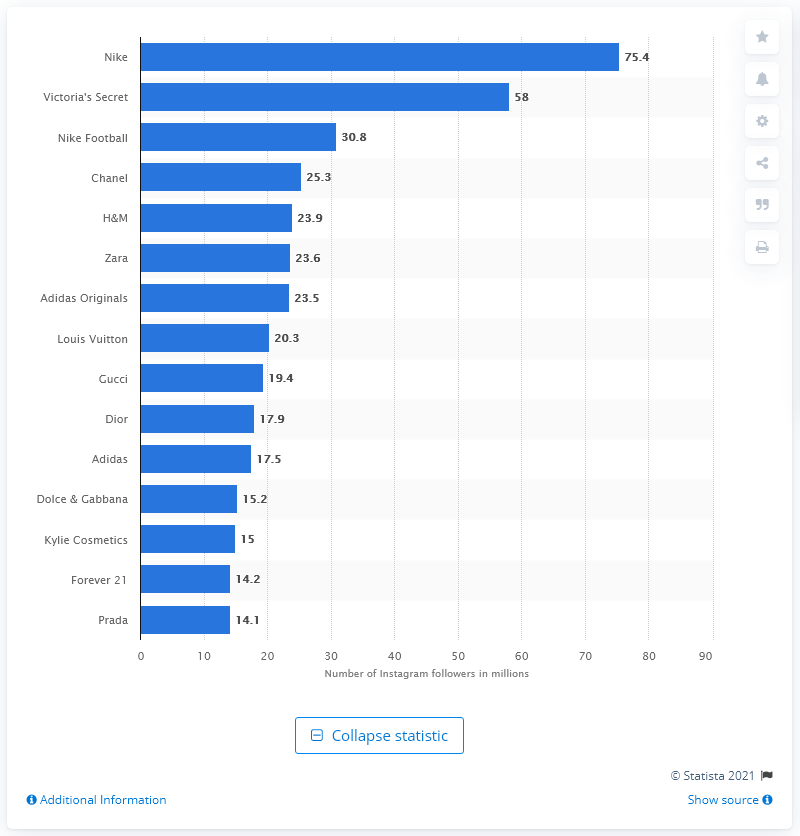 Nike 75.4
Victoria's Secret 58
Nike Football 30.8
Chanel 25.3
H&M 23.9
Zara 23.6
Adidas Originals 23.5
Louis Vuitton 20.3
Gucci 19.4
Dior 17.9
Adidas 17.5
Dolce & Gabbana 15.2
Kylie Cosmetics 15
Forever 21 14.2
Prada 14.1
0 10 20 30 40 50 60 70 80 90
Number of Instagram followers in millions
Collapse statistic
© Statista 2021
Additional Information Show source